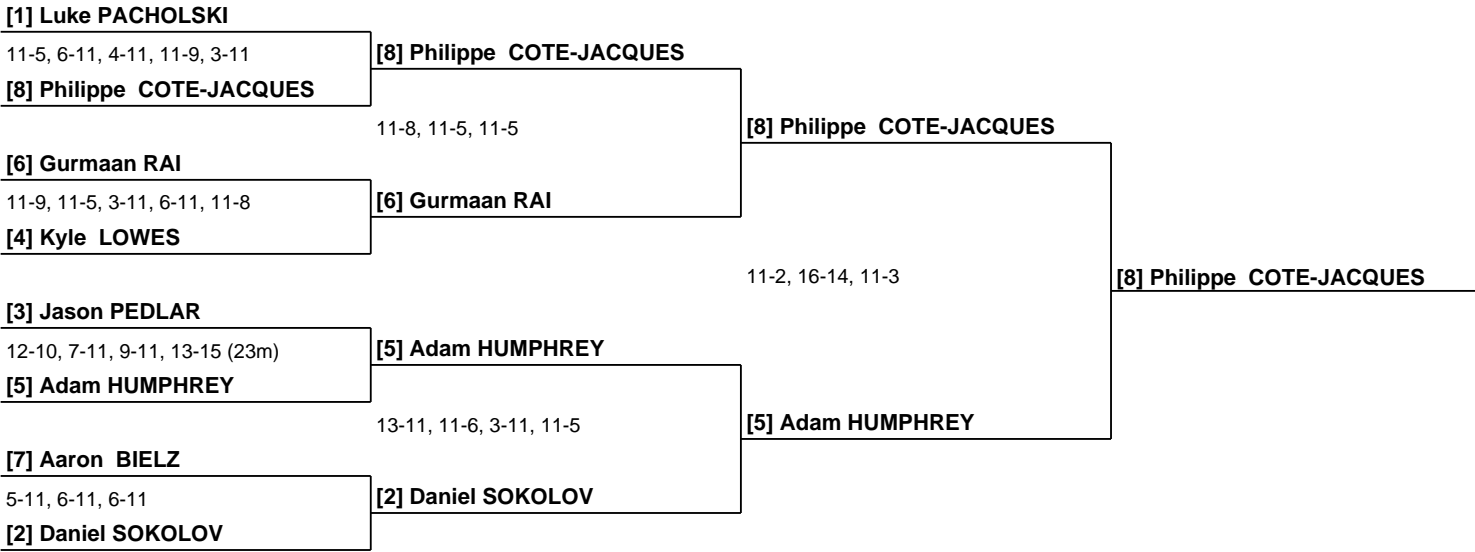 [1] Luke PACHOLSKI
11-5, 6-11, 4-11, 11-9, 3-11
[8] Philippe  COTE-JACQUES
[8] Philippe  COTE-JACQUES
11-8, 11-5, 11-5
[8] Philippe  COTE-JACQUES
[6] Gurmaan RAI
11-9, 11-5, 3-11, 6-11, 11-8
[6] Gurmaan RAI
[4] Kyle  LOWES
11-2, 16-14, 11-3
[8] Philippe  COTE-JACQUES
[3] Jason PEDLAR
12-10, 7-11, 9-11, 13-15 (23m)
[5] Adam HUMPHREY
[5] Adam HUMPHREY
13-11, 11-6, 3-11, 11-5
[5] Adam HUMPHREY
[7] Aaron  BIELZ
5-11, 6-11, 6-11
[2] Daniel SOKOLOV
[2] Daniel SOKOLOV